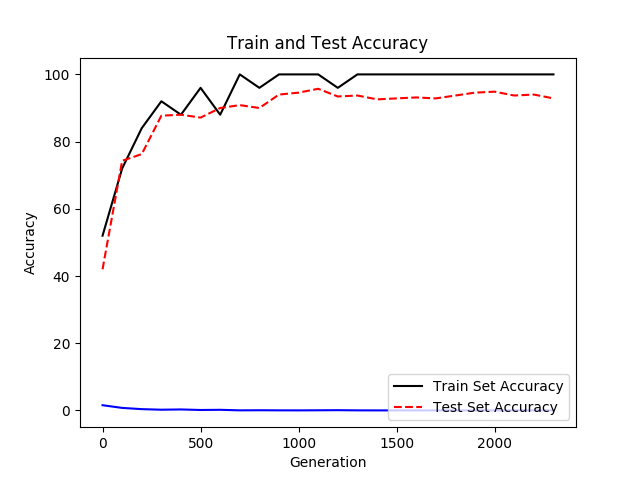 Train and Test Accuracy
100
80
60
40
20
0
Accuracy
Train Set Accuracy
Test Set Accuracy
0 500 1000 1500 2000
Generation